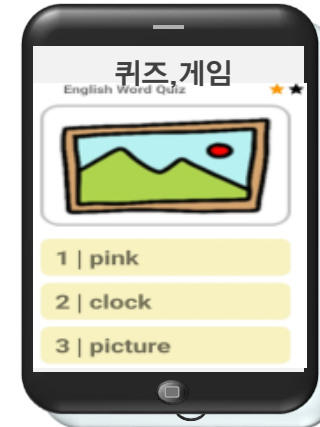 퀴즈,게임
English Word Quiz
1 | pink
2 | clock
3 | picture